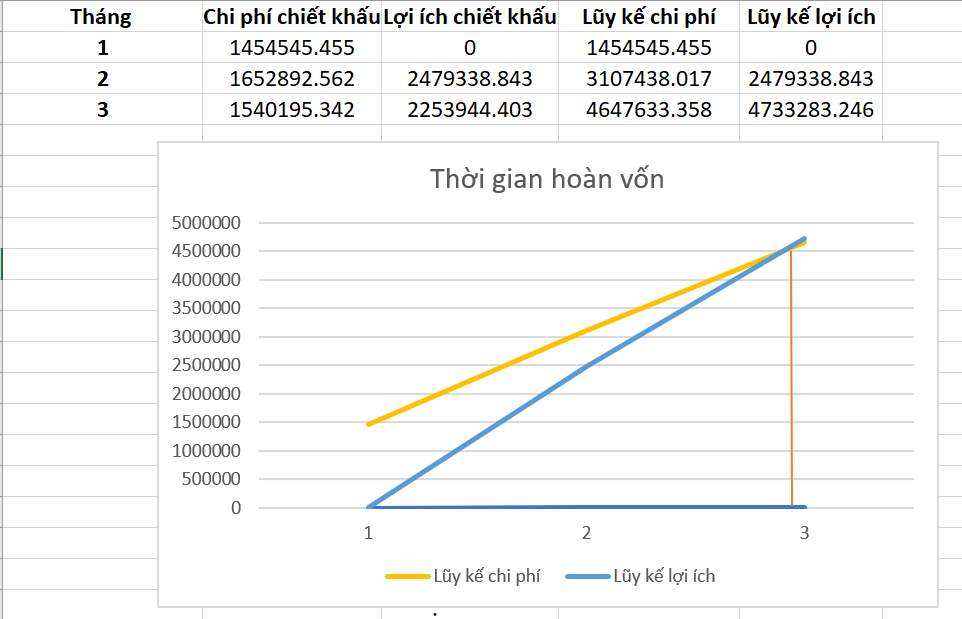 Tháng Chi phí chiết khấu Lợi ích chiết khấu Lũy kế chi phí Lũy kế lợi ích
1 1454545.455 0 1454545.455 0
2 1652892.562 2479338.843 3107438.017 2479338.843
3 1540195.342 2253944.403 4647633.358 4733283.246
Thời gian hoàn vốn
5000000
4500000
4000000
3500000
3000000
2500000
2000000
1500000
1000000
500000
0
1 2 3
Lũy kế chi phí Lũy kế lợi ích